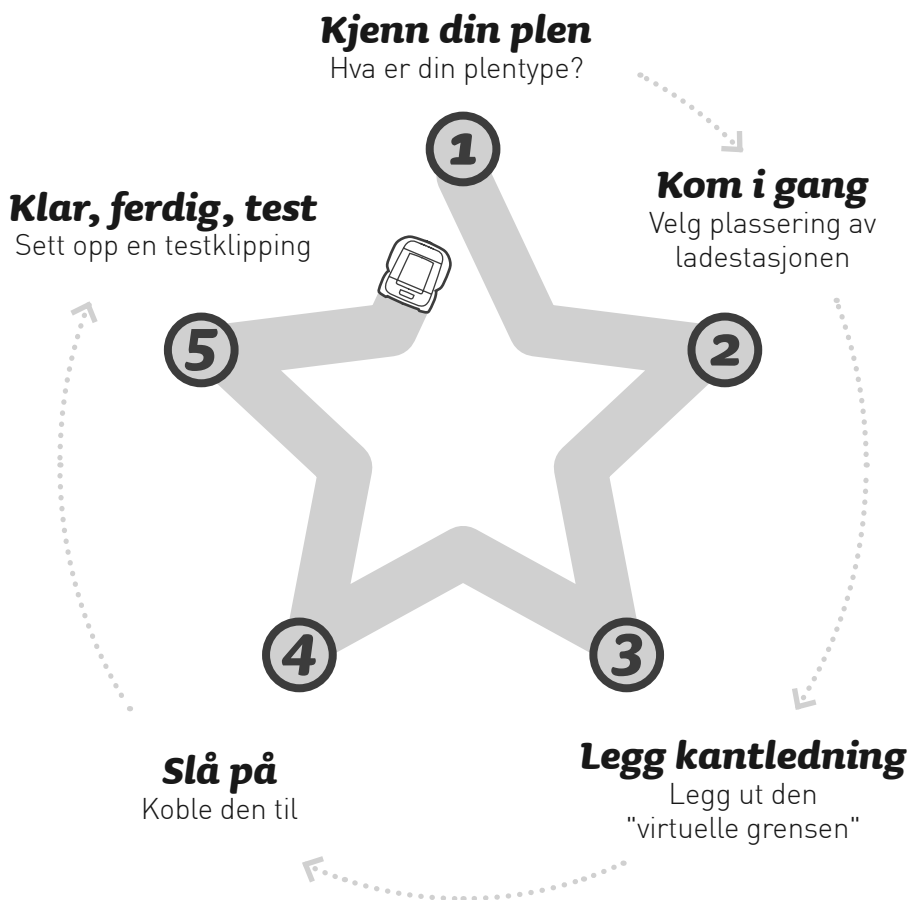 Kjenn din plen
Hva er din plentype?
1
Kom i gang
Velg plassering av
ladestasjonen
2
Legg kantledning
Legg ut den
"virtuelle grensen"
3
Slå på
Koble den til
4
Klar, ferdig, test
Sett opp en testklipping
5